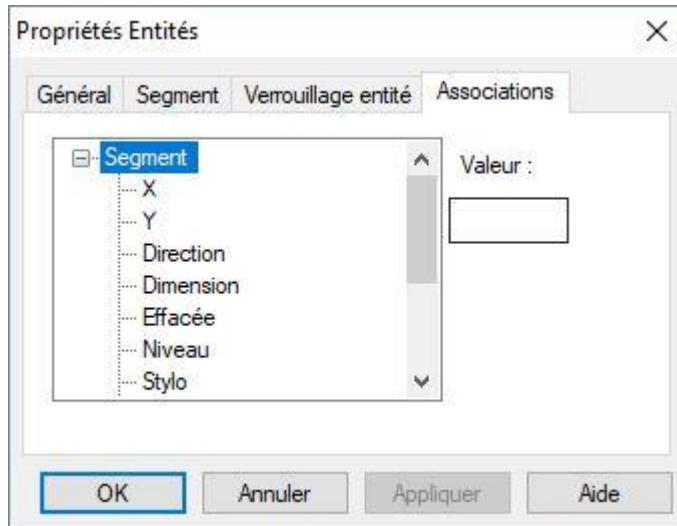 Propriétés Entités
Général Segment Verrouillage entité Associations
Segment
Valeur :
X
Y
Direction
Dimension
Effacée
Niveau
Stylo
OK Annuler Appliquer Aide